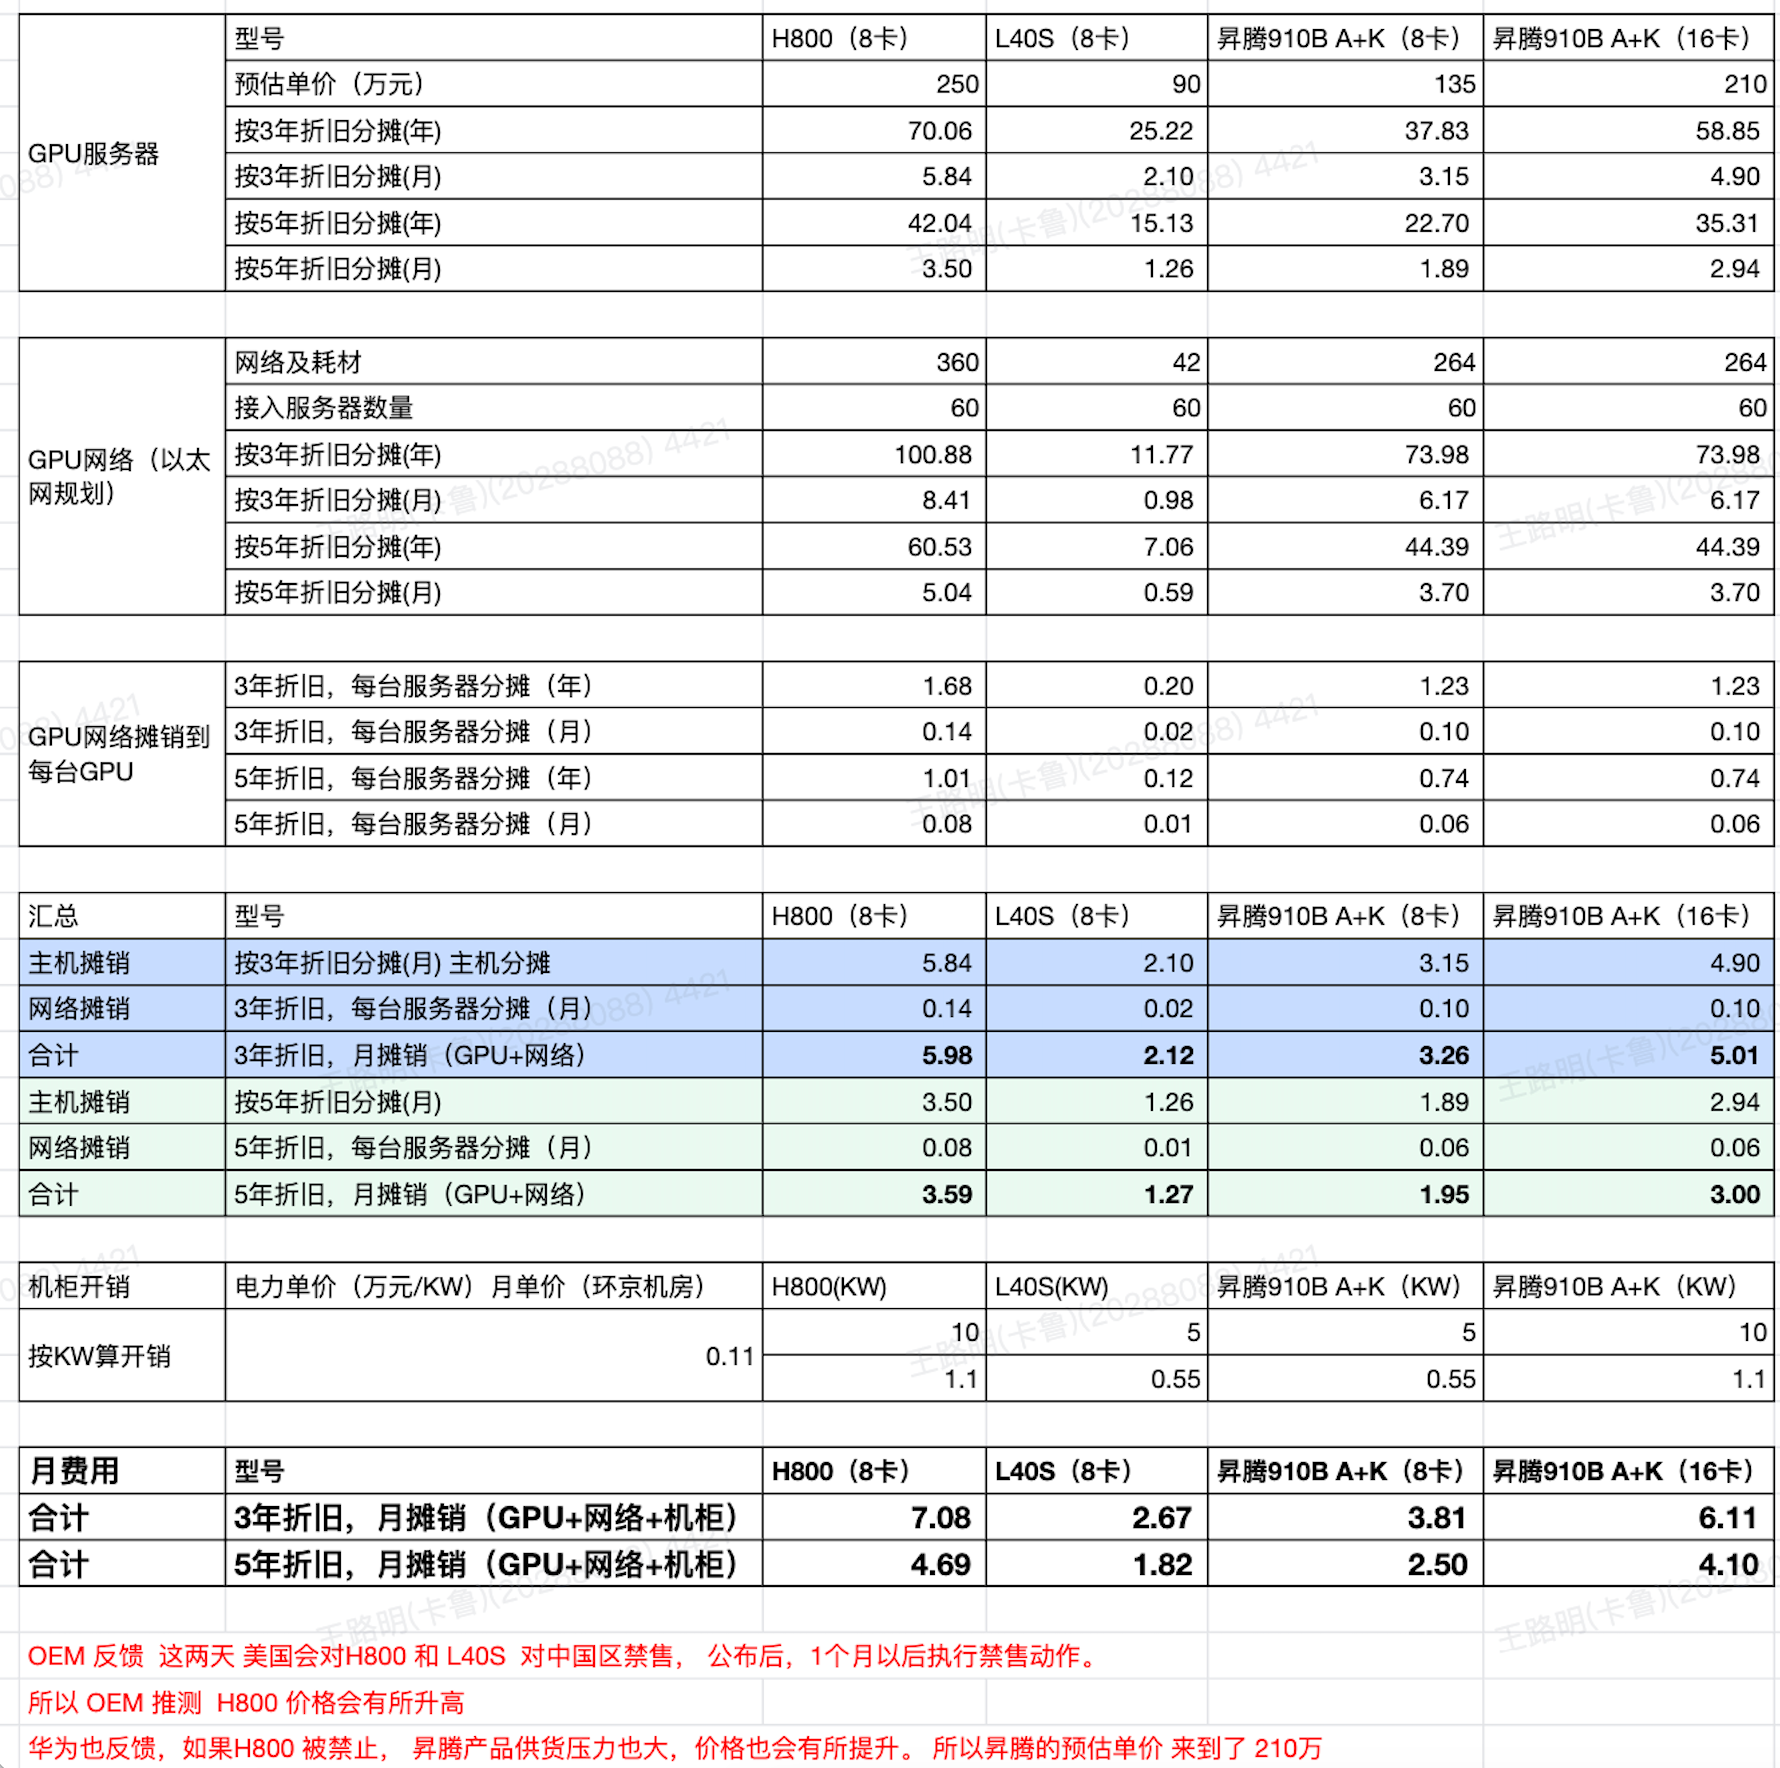 型号 H800（8卡） L40S（8卡） 昇腾910B A+K（8卡） 昇腾910B A+K（16卡）
预估单价（万元） 250 90 135 210
按3年折旧分摊(年) 70.06 25.22 37.83 58.85
GPU服务器
按3年折旧分摊(月) 5.84 2.10 3.15 4.90
按5年折旧分摊(年) 42.04 15.13 22.70 35.31
按5年折旧分摊(月) 3.50 1.26 1.89 2.94
网络及耗材 360 42 264 264
接入服务器数量 60 60 60 60
GPU网络（以太
网规划）
按3年折旧分摊(年) 100.88 11.77 73.98 73.98
按3年折旧分摊(月) 8.41 0.98 6.17 6.17
按5年折旧分摊(年) 60.53 7.06 44.39 44.39
按5年折旧分摊(月) 5.04 0.59 3.70 3.70
3年折旧，每台服务器分摊（年） 1.68 0.20 1.23 1.23
GPU网络摊销到
每台GPU
3年折旧，每台服务器分摊（月） 0.14 0.02 0.10 0.10
5年折旧，每台服务器分摊（年） 1.01 0.12 0.74 0.74
5年折旧，每台服务器分摊（月） 0.08 0.01 0.06 0.06
汇总 型号 H800（8卡） L40S（8卡） 昇腾910B A+K（8卡） 昇腾910B A+K（16卡）
主机摊销 按3年折旧分摊(月) 主机分摊 5.84 2.10 3.15 4.90
网络摊销 3年折旧，每台服务器分摊（月） 0.14 0.02 0.10 0.10
合计 3年折旧，月摊销（GPU+网络） 5.98 2.12 3.26 5.01
主机摊销 按5年折旧分摊(月) 3.50 1.26 1.89 2.94
网络摊销 5年折旧，每台服务器分摊（月） 0.08 0.01 0.06 0.06
合计 5年折旧，月摊销（GPU+网络） 3.59 1.27 1.95 3.00
机柜开销 电力单价（万元/KW）月单价（环京机房） H800(KW) L40S(KW) 昇腾910B A+K（KW） 昇腾910B A+K（KW）
按KW算开销 0.11 10 5 5 10
1.1 0.55 0.55 1.1
月费用 型号 H800（8卡） L40S（8卡） 昇腾910B A+K（8卡） 昇腾910B A+K（16卡）
合计 3年折旧，月摊销（GPU+网络+机柜） 7.08 2.67 3.81 6.11
合计 5年折旧，月摊销（GPU+网络+机柜） 4.69 1.82 2.50 4.10
OEM 反馈 这两天 美国会对H800 和 L40S 对中国区禁售， 公布后，1个月以后执行禁售动作。
所以 OEM 推测 H800 价格会有所升高
华为也反馈，如果H800 被禁止， 昇腾产品供货压力也大，价格也会有所提升。 所以昇腾的预估单价 来到了 210万
王路明(卡鲁)(20288088) 4421